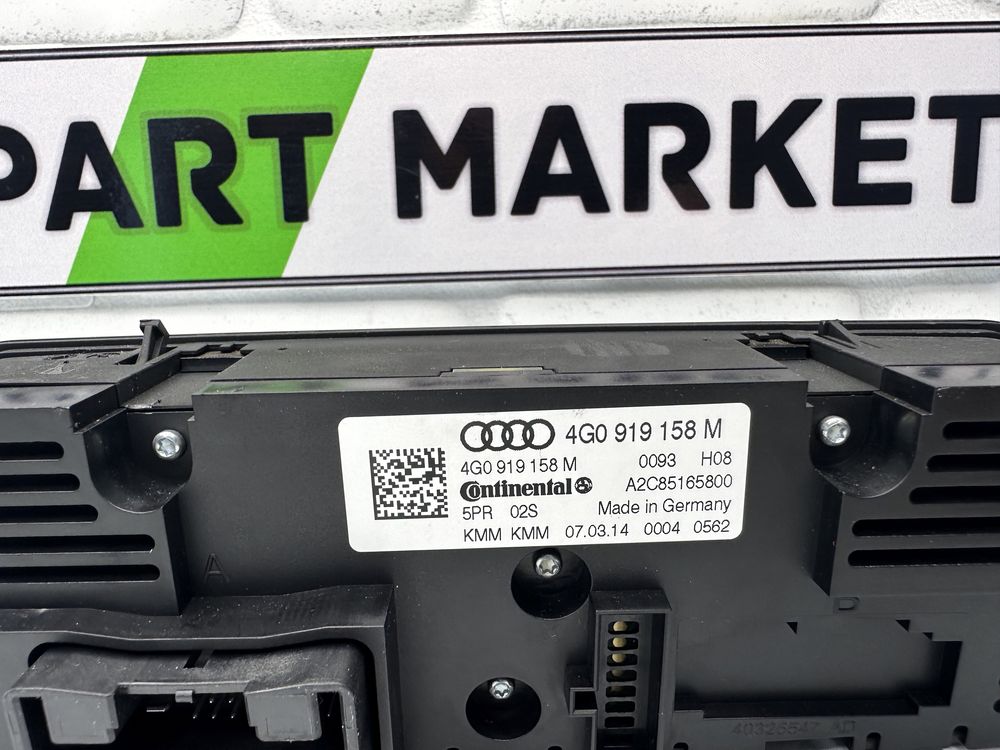 PART MARKET
4G0 919 158 M
4G0 919 158 M 0093 H08
Continental A2C85165800
5PR 02S Made in Germany
KMM KMM 07.03.14 0004 0562
A
D